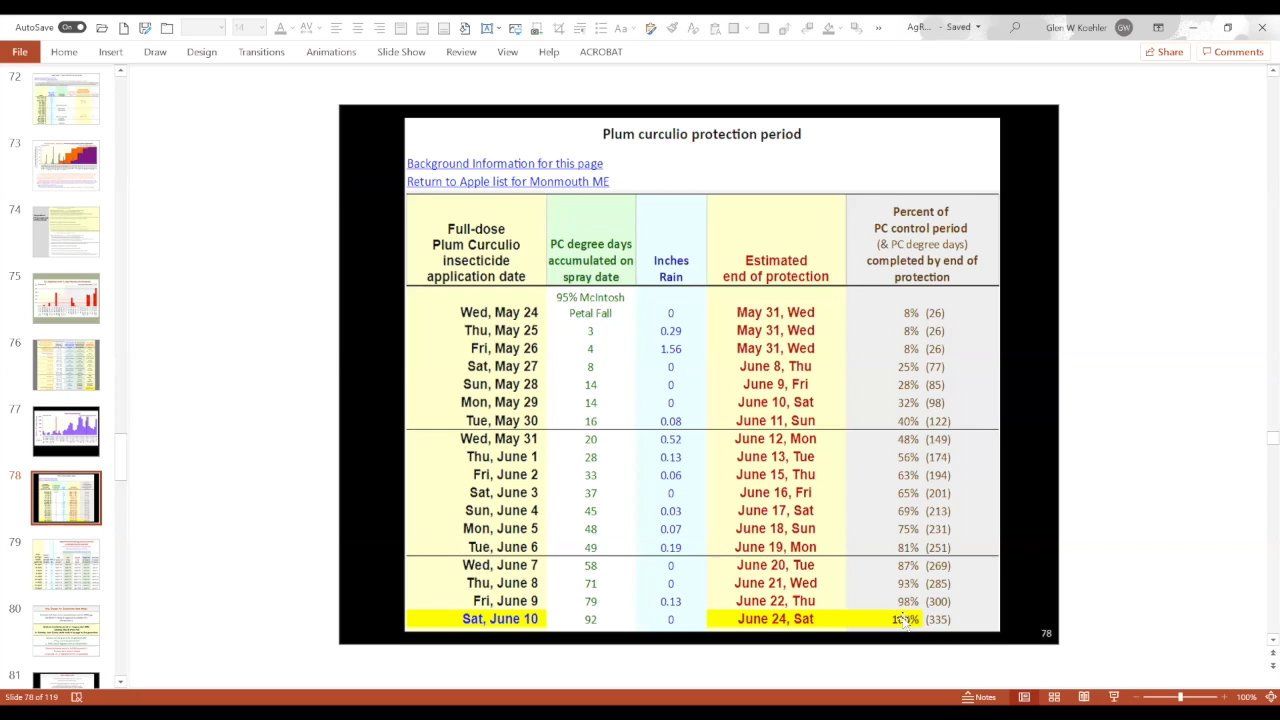 AutoSave On
14
AgR... - Saved
Glen W Koehler GW
File Home Insert Draw Design Transitions Animations Slide Show Review View Help ACROBAT Share Comments
72
73
74
75
76
77
78
79
80
81
Plum curculio protection period
Background Information for this page
Return to Apple list for Monmouth ME
Full-dose Plum Curculio insecticide application date
PC degree days accumulated on spray date
Inches Rain
Estimated end of protection
Percent of PC control period (& PC degree days) completed by end of protection
Wed, May 24 95% McIntosh Petal Fall 0 May 31, Wed 8% (26)
Thu, May 25 3 0.29 May 31, Wed 8% (26)
Fri, May 26 4 1.56 May 31, Wed 8% (26)
Sat, May 27 8 June 8, Thu 25% (77)
Sun, May 28 14 June 9, Fri 28% (85)
Mon, May 29 14 0 June 10, Sat 32% (98)
Tue, May 30 16 0.08 June 11, Sun 40% (122)
Wed, May 31 20 0.52 June 12, Mon 48% (149)
Thu, June 1 28 0.13 June 13, Tue 56% (174)
Fri, June 2 33 0.06 June 15, Thu 63% (194)
Sat, June 3 37 0 June 16, Fri 65% (201)
Sun, June 4 45 0.03 June 17, Sat 69% (213)
Mon, June 5 48 0.07 June 18, Sun 75% (231)
Tue, June 6 49 0.19 June 19, Mon 81% (251)
Wed, June 7 58 June 20, Tue 87%
Thu, June 8 71 June 21, Wed 93%
Fri, June 9 79 0.13 June 22, Thu
Sat, June 10 92 June 24, Sat
78
Slide 78 of 119
Notes
100%